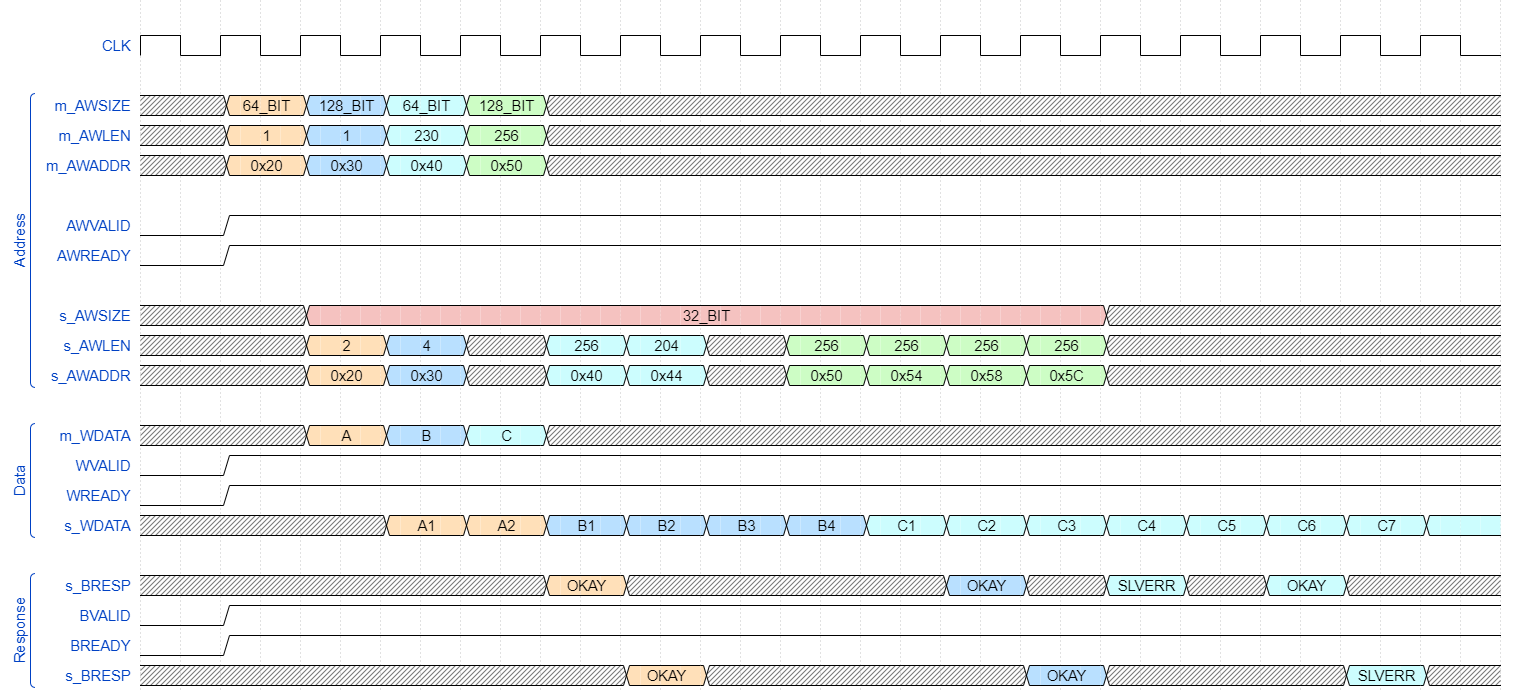 CLK
Address
m_AWSIZE 64_BIT 128_BIT 64_BIT 128_BIT
m_AWLEN 1 1 230 256
m_AWADDR 0x20 0x30 0x40 0x50
AWVALID
AWREADY
s_AWSIZE 32_BIT
s_AWLEN 2 4 256 204 256 256 256 256
s_AWADDR 0x20 0x30 0x40 0x44 0x50 0x54 0x58 0x5C
Data
m_WDATA A B C
WVALID
WREADY
s_WDATA A1 A2 B1 B2 B3 B4 C1 C2 C3 C4 C5 C6 C7
Response
s_BRESP OKAY OKAY SLVERR OKAY
BVALID
BREADY
s_BRESP OKAY OKAY SLVERR